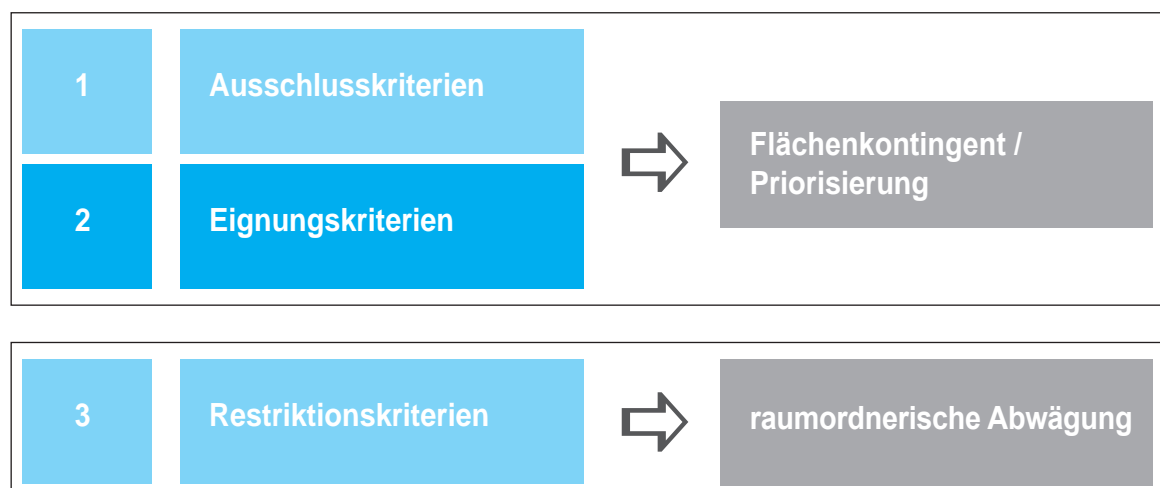 1
Ausschlusskriterien
2
Eignungskriterien
Flächenkontingent /
Priorisierung
3
Restriktionskriterien
raumordnerische Abwägung